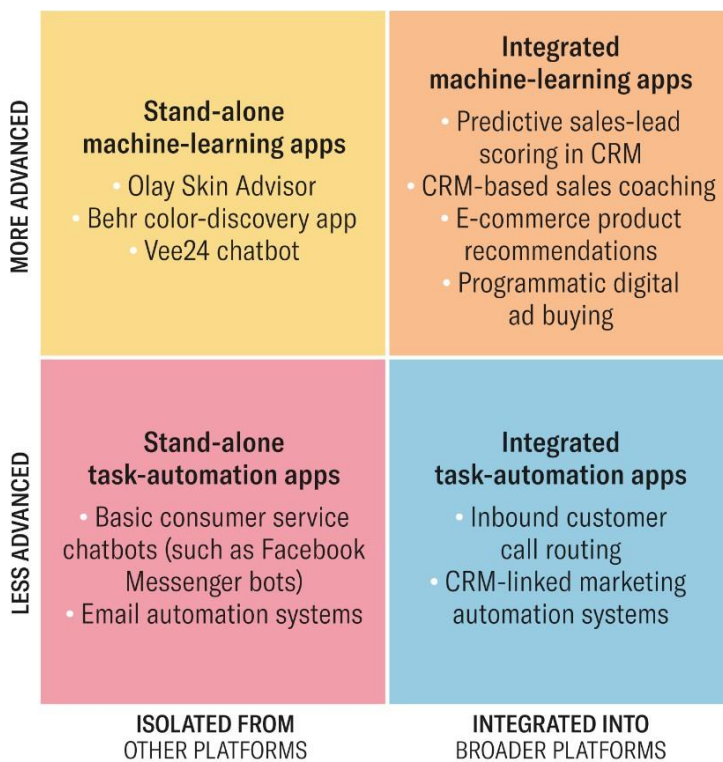 MORE ADVANCED
Stand-alone
machine-learning apps
• Olay Skin Advisor
• Behr color-discovery app
• Vee24 chatbot
Integrated
machine-learning apps
• Predictive sales-lead
scoring in CRM
• CRM-based sales coaching
• E-commerce product
recommendations
• Programmatic digital
ad buying
LESS ADVANCED
Stand-alone
task-automation apps
• Basic consumer service
chatbots (such as Facebook
Messenger bots)
• Email automation systems
Integrated
task-automation apps
• Inbound customer
call routing
• CRM-linked marketing
automation systems
ISOLATED FROM
OTHER PLATFORMS
INTEGRATED INTO
BROADER PLATFORMS